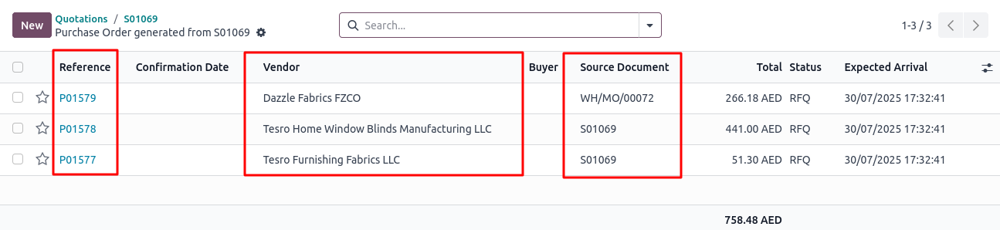 New
Quotations / S01069
Purchase Order generated from S01069
Search...
1-3 / 3
Reference Confirmation Date Vendor Buyer Source Document Total Status Expected Arrival
P01579 Dazzle Fabrics FZCO WH/MO/00072 266.18 AED RFQ 30/07/2025 17:32:41
P01578 Tesro Home Window Blinds Manufacturing LLC S01069 441.00 AED RFQ 30/07/2025 17:32:41
P01577 Tesro Furnishing Fabrics LLC S01069 51.30 AED RFQ 30/07/2025 17:32:41
758.48 AED